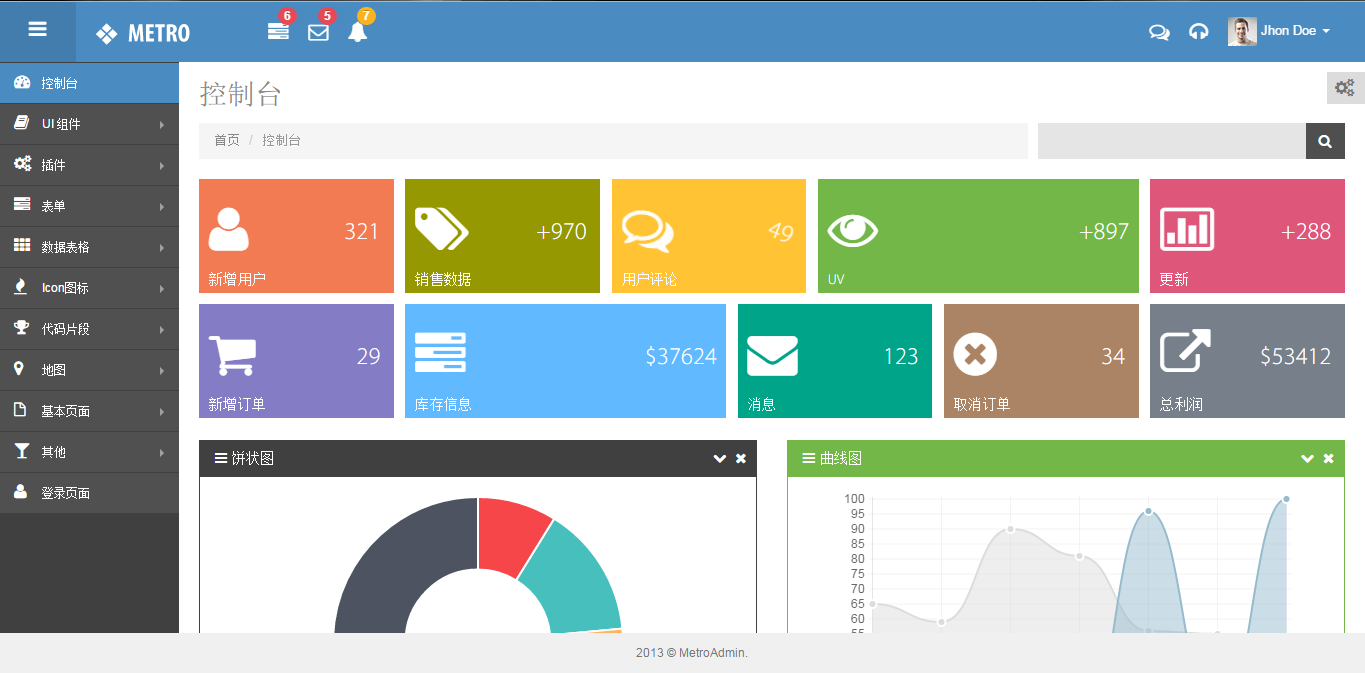 METRO
6
5
7
Jhon Doe
控制台
UI 组件
插件
表单
数据表格
Icon图标
代码片段
地图
基本页面
其他
登录页面
控制台
首页 / 控制台
321
新增用户
+970
销售数据
49
用户评论
+897
UV
+288
更新
29
新增订单
$37624
库存信息
123
消息
34
取消订单
$53412
总利润
饼状图
曲线图
100
95
90
85
80
75
70
65
60
55
2013 © MetroAdmin.